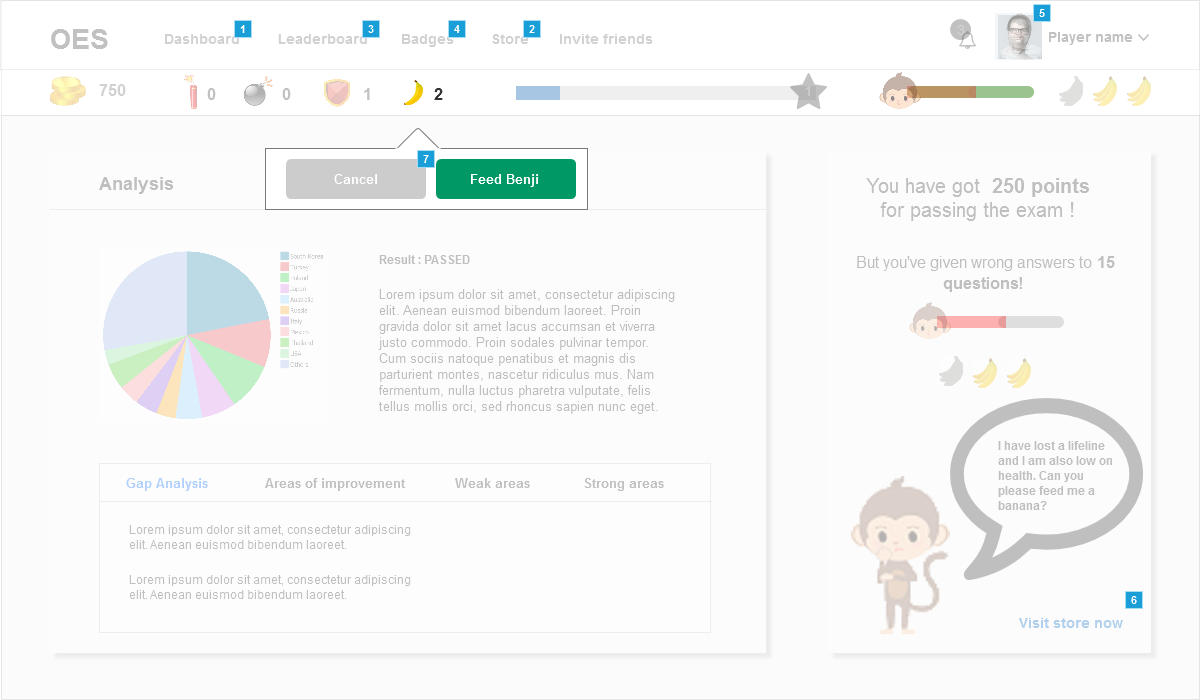 1 3 4 2 5
OES Dashboard Leaderboard Badges Store Invite friends 3 Player name
750 0 0 1 2 1
7
Cancel Feed Benji
Analysis
South Korea
Turkey
Poland
Japan
Australia
Russia
Italy
Mexico
Thailand
USA
Others
Result : PASSED
Lorem ipsum dolor sit amet, consectetur adipiscing
elit. Aenean euismod bibendum laoreet. Proin
gravida dolor sit amet lacus accumsan et viverra
justo commodo. Proin sodales pulvinar tempor.
Cum sociis natoque penatibus et magnis dis
parturient montes, nascetur ridiculus mus. Nam
fermentum, nulla luctus pharetra vulputate, felis
tellus mollis orci, sed rhoncus sapien nunc eget.
Gap Analysis Areas of improvement Weak areas Strong areas
Lorem ipsum dolor sit amet, consectetur adipiscing
elit. Aenean euismod bibendum laoreet.
Lorem ipsum dolor sit amet, consectetur adipiscing
elit. Aenean euismod bibendum laoreet.
You have got 250 points
for passing the exam !
But you've given wrong answers to 15
questions!
I have lost a lifeline
and I am also low on
health. Can you
please feed me a
banana?
6
Visit store now